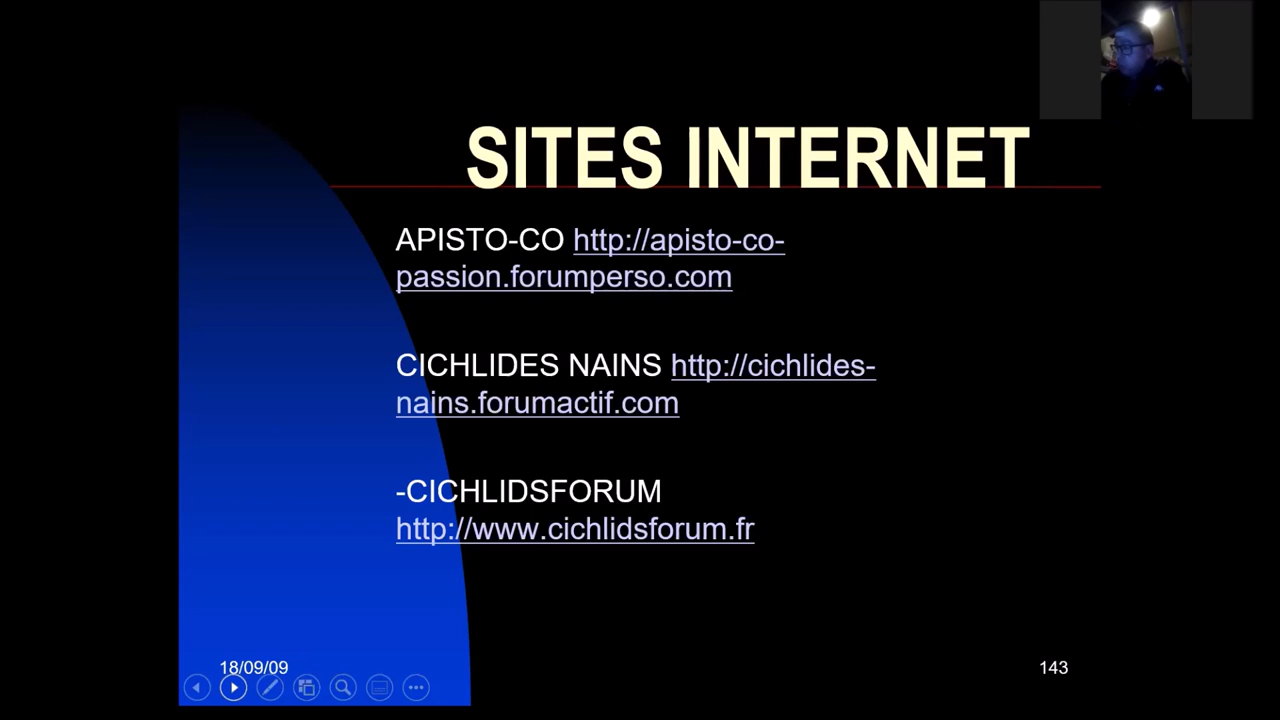 SITES INTERNET
APISTO-CO http://apisto-co-
passion.forumperso.com
CICHLIDES NAINS http://cichlides-
nains.forumactif.com
-CICHLIDSFORUM
http://www.cichlidsforum.fr
18/09/09
143